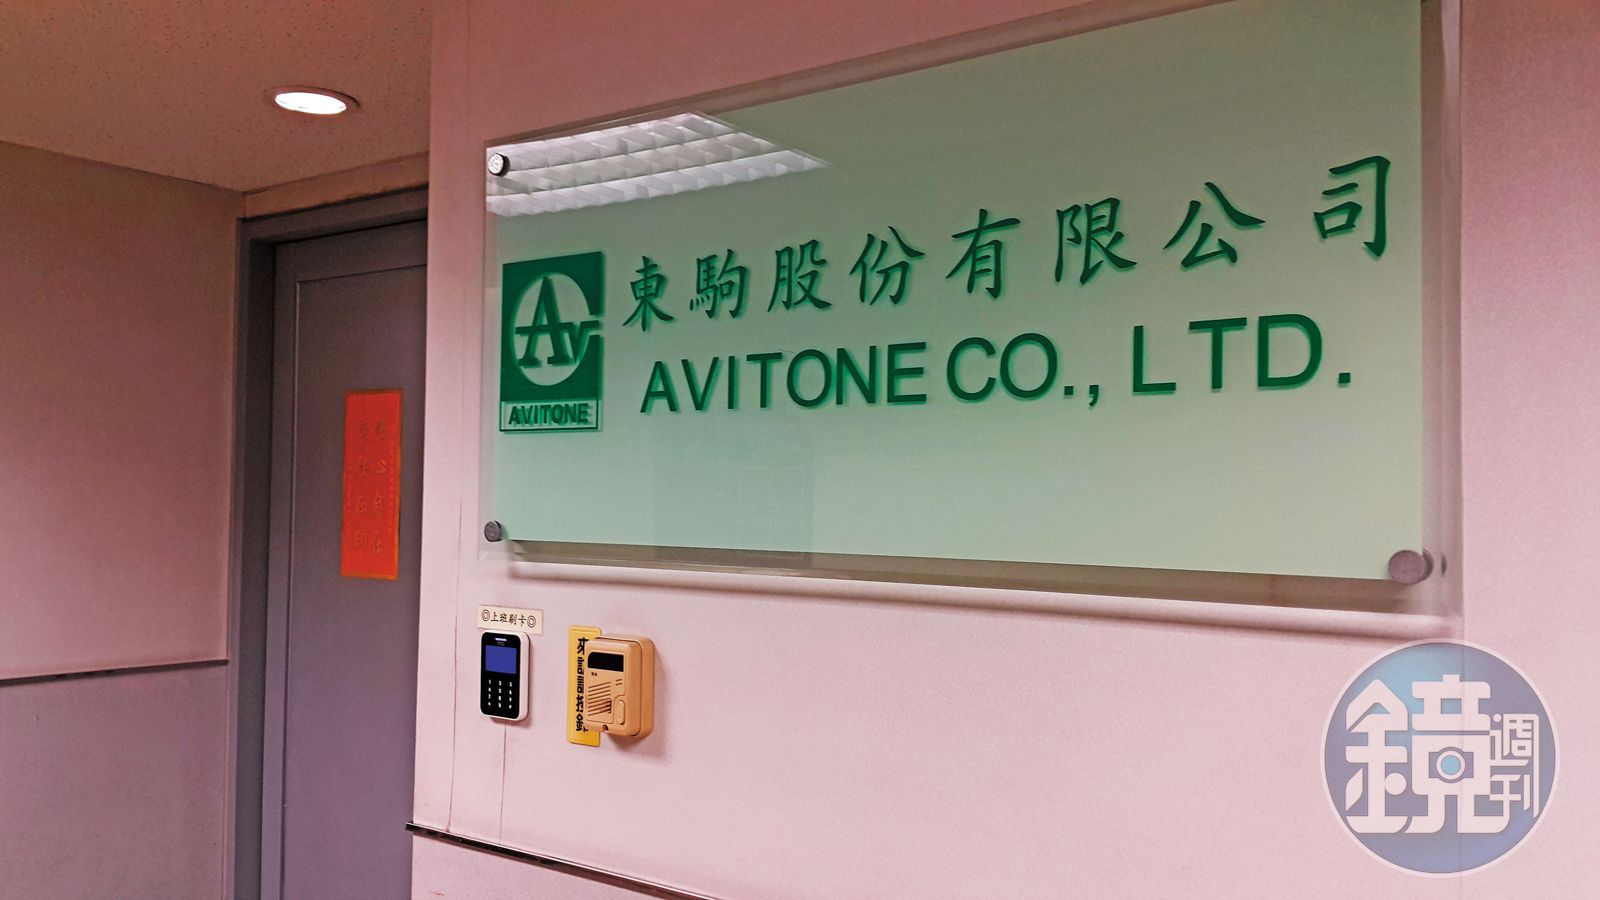 東駒股份有限公司
AVITONE CO., LTD.
AV
AVITONE
◎上班刷卡◎
鏡週刊